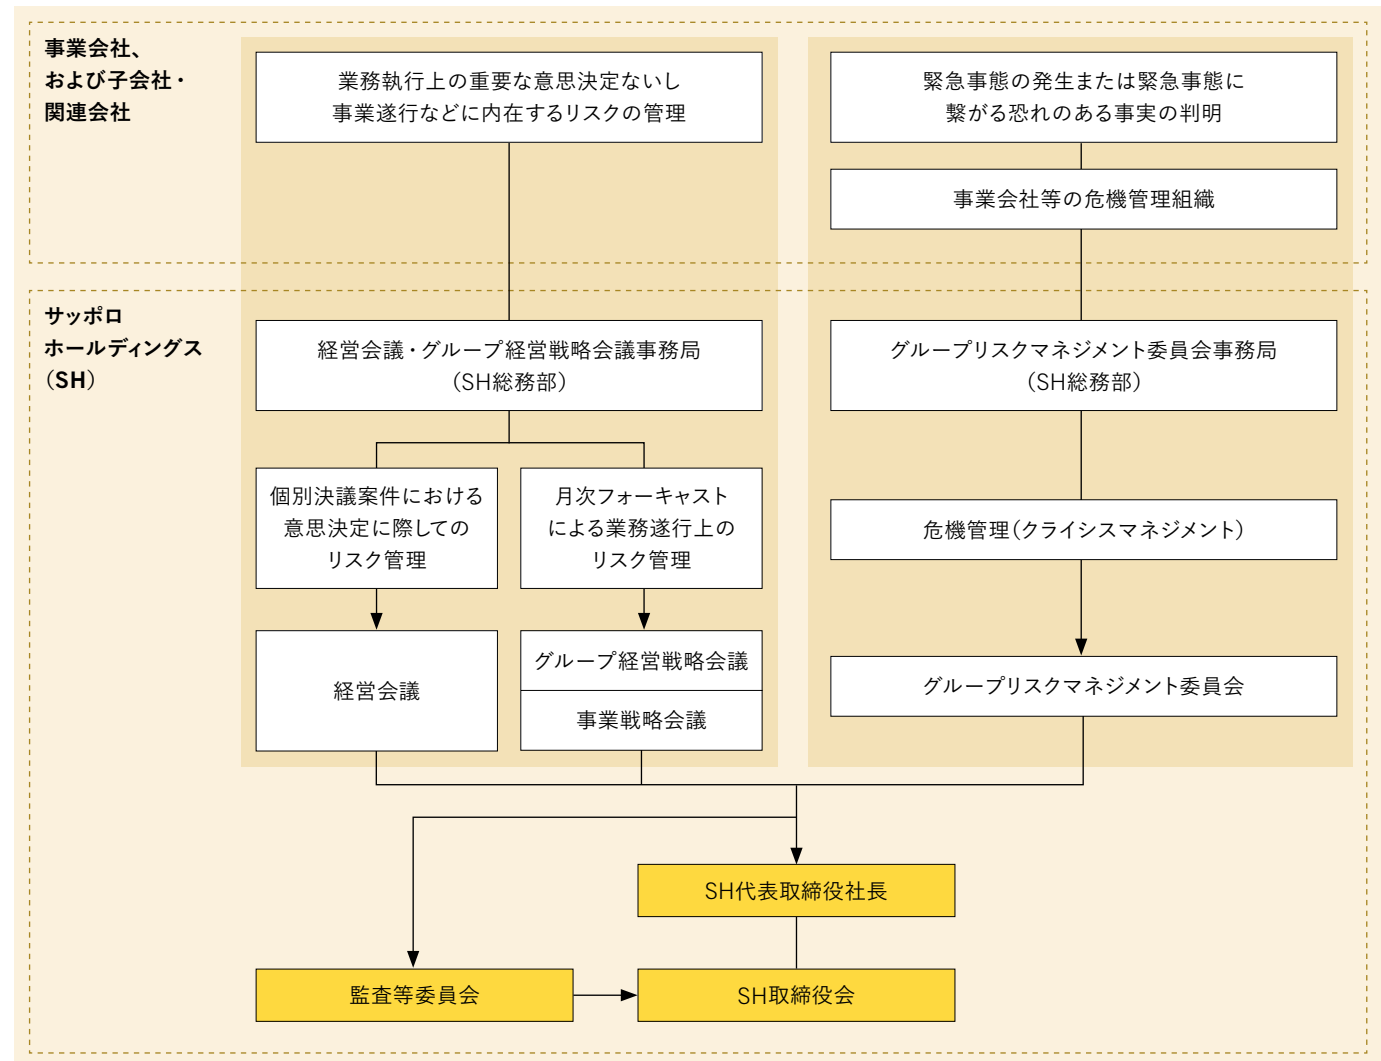 事業会社、
および子会社・
関連会社
業務執行上の重要な意思決定ないし
事業遂行などに内在するリスクの管理
緊急事態の発生または緊急事態に
繋がる恐れのある事実の判明
事業会社等の危機管理組織
サッポロ
ホールディングス
（SH）
経営会議・グループ経営戦略会議事務局
（SH総務部）
グループリスクマネジメント委員会事務局
（SH総務部）
個別決議案件における
意思決定に際しての
リスク管理
月次フォーキャスト
による業務遂行上の
リスク管理
危機管理（クライシスマネジメント）
経営会議
グループ経営戦略会議
事業戦略会議
グループリスクマネジメント委員会
SH代表取締役社長
監査等委員会
SH取締役会